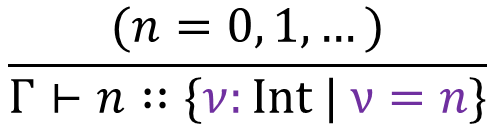 (n = 0, 1, … )
Γ ⊢ n ∷ {ν: Int | ν = n}